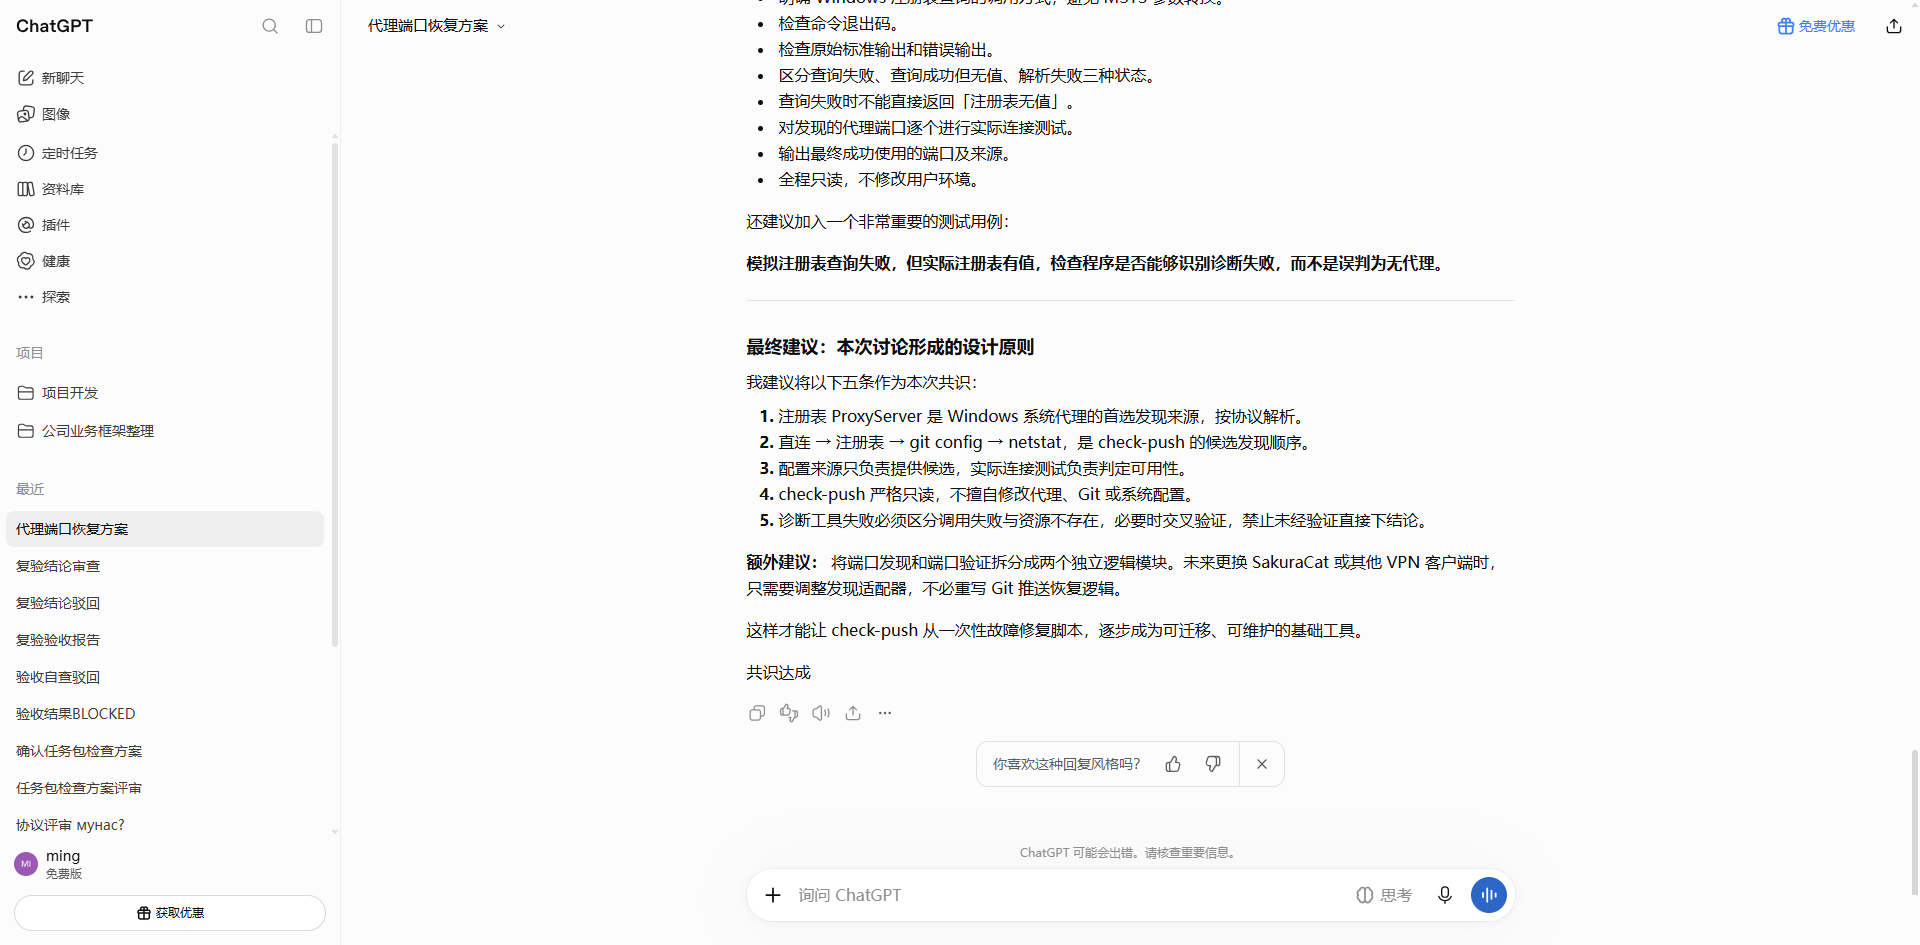 ChatGPT
新聊天
图像
定时任务
资料库
插件
健康
探索
项目
项目开发
公司业务框架整理
最近
代理端口恢复方案
复验结论审查
复验结论驳回
复验验收报告
验收自查驳回
验收结果BLOCKED
确认任务包检查方案
任务包检查方案评审
协议评审 мунас?
MI
ming
免费版
获取优惠
代理端口恢复方案
免费优惠
检查命令退出码。
检查原始标准输出和错误输出。
区分查询失败、查询成功但无值、解析失败三种状态。
查询失败时不能直接返回「注册表无值」。
对发现的代理端口逐个进行实际连接测试。
输出最终成功使用的端口及来源。
全程只读，不修改用户环境。
还建议加入一个非常重要的测试用例：
模拟注册表查询失败，但实际注册表有值，检查程序是否能够识别诊断失败，而不是误判为无代理。
最终建议：本次讨论形成的设计原则
我建议将以下五条作为本次共识：
1. 注册表 ProxyServer 是 Windows 系统代理的首选发现来源，按协议解析。
2. 直连 → 注册表 → git config → netstat，是 check-push 的候选发现顺序。
3. 配置来源只负责提供候选，实际连接测试负责判定可用性。
4. check-push 严格只读，不擅自修改代理、Git 或系统配置。
5. 诊断工具失败必须区分调用失败与资源不存在，必要时交叉验证，禁止未经验证直接下结论。
额外建议： 将端口发现和端口验证拆分成两个独立逻辑模块。未来更换 SakuraCat 或其他 VPN 客户端时，
只需要调整发现适配器，不必重写 Git 推送恢复逻辑。
这样才能让 check-push 从一次性故障修复脚本，逐步成为可迁移、可维护的基础工具。
共识达成
你喜欢这种回复风格吗？
ChatGPT 可能会出错。请核查重要信息。
询问 ChatGPT
思考